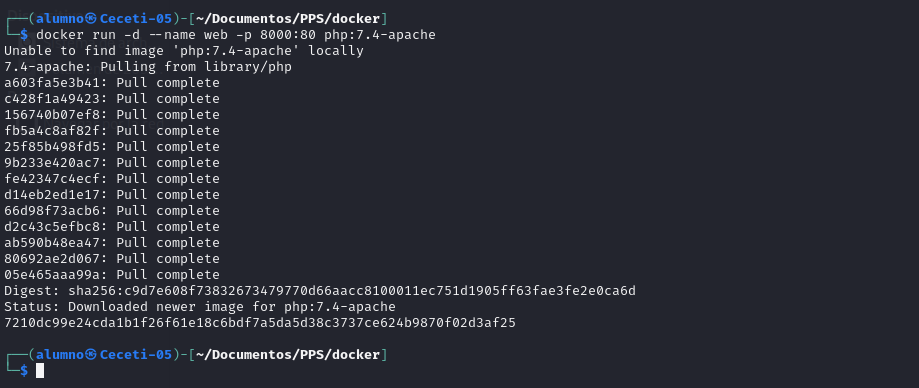 ┌──(alumno㉿Ceceti-05)-[~/Documentos/PPS/docker]
└─$ docker run -d --name web -p 8000:80 php:7.4-apache
Unable to find image 'php:7.4-apache' locally
7.4-apache: Pulling from library/php
a603fa5e3b41: Pull complete
c428f1a49423: Pull complete
156740b07ef8: Pull complete
fb5a4c8af82f: Pull complete
25f85b498fd5: Pull complete
9b233e420ac7: Pull complete
fe42347c4ecf: Pull complete
d14eb2ed1e17: Pull complete
66d98f73acb6: Pull complete
d2c43c5efbc8: Pull complete
ab590b48ea47: Pull complete
80692ae2d067: Pull complete
05e465aaa99a: Pull complete
Digest: sha256:c9d7e608f73832673479770d66aacc8100011ec751d1905ff63fae3fe2e0ca6d
Status: Downloaded newer image for php:7.4-apache
7210dc99e24cda1b1f26f61e18c6bdf7a5da5d38c3737ce624b9870f02d3af25
┌──(alumno㉿Ceceti-05)-[~/Documentos/PPS/docker]
└─$